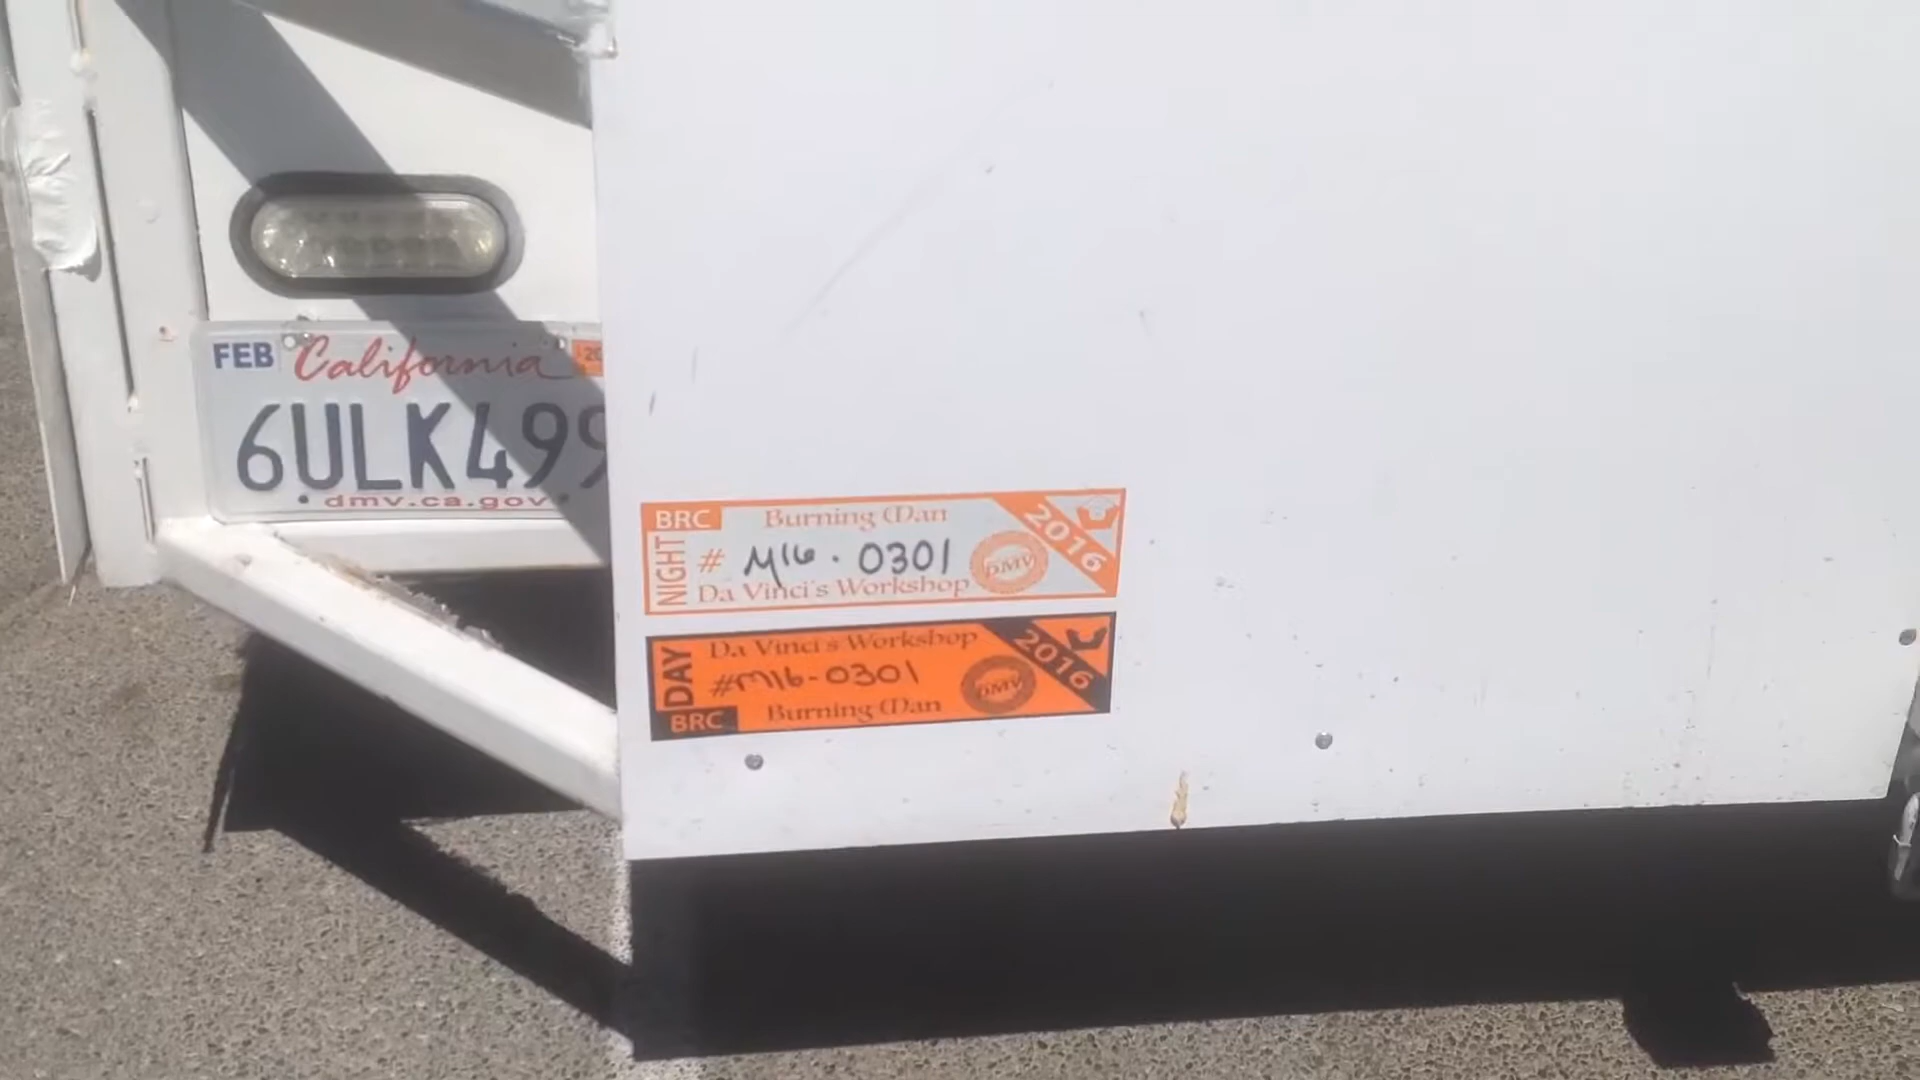 FEB California 20
6ULK499
dmv.ca.gov
BRC Burning Man 2016
NIGHT # M16-0301 DMV
Da Vinci's Workshop
DAY Da Vinci's Workshop 2016
#M16-0301 DMV
BRC Burning Man